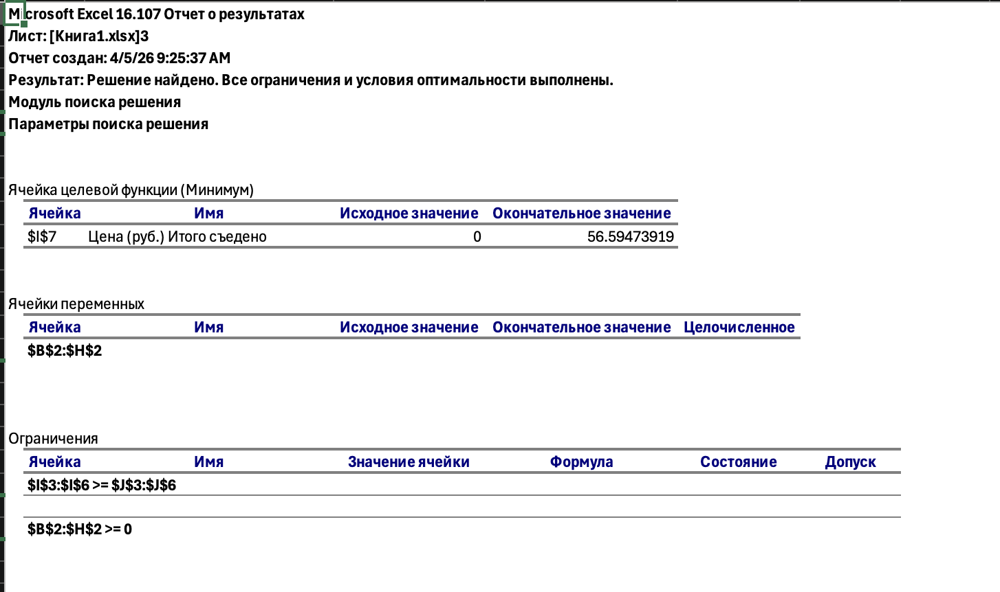 Microsoft Excel 16.107 Отчет о результатах
Лист: [Книга1.xlsx]3
Отчет создан: 4/5/26 9:25:37 AM
Результат: Решение найдено. Все ограничения и условия оптимальности выполнены.
Модуль поиска решения
Параметры поиска решения
Ячейка целевой функции (Минимум)
Ячейка Имя Исходное значение Окончательное значение
$I$7 Цена (руб.) Итого съедено 0 56.59473919
Ячейки переменных
Ячейка Имя Исходное значение Окончательное значение Целочисленное
$B$2:$H$2
Ограничения
Ячейка Имя Значение ячейки Формула Состояние Допуск
$I$3:$I$6 >= $J$3:$J$6
$B$2:$H$2 >= 0